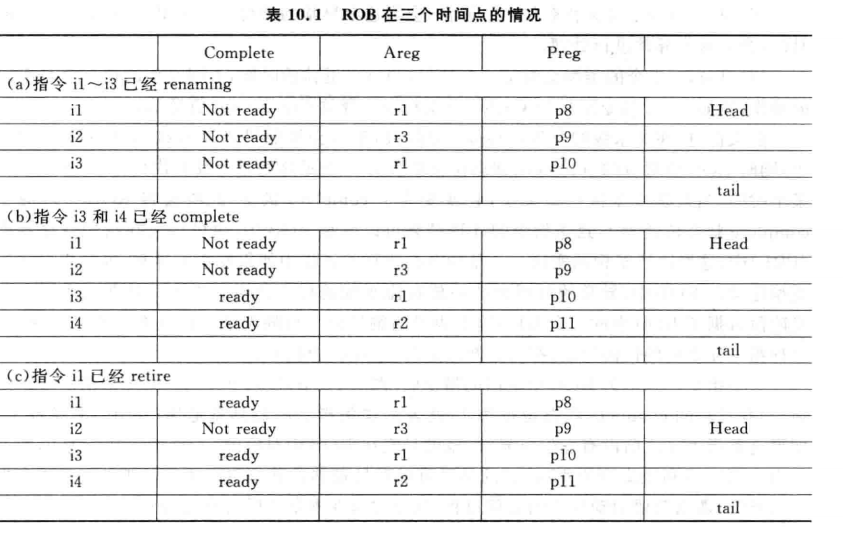 表 10.1 ROB 在三个时间点的情况
Complete Areg Preg
(a)指令 i1～i3 已经 renaming
i1 Not ready r1 p8 Head
i2 Not ready r3 p9
i3 Not ready r1 p10
tail
(b)指令 i3 和 i4 已经 complete
i1 Not ready r1 p8 Head
i2 Not ready r3 p9
i3 ready r1 p10
i4 ready r2 p11
tail
(c)指令 i1 已经 retire
i1 ready r1 p8
i2 Not ready r3 p9 Head
i3 ready r1 p10
i4 ready r2 p11
tail